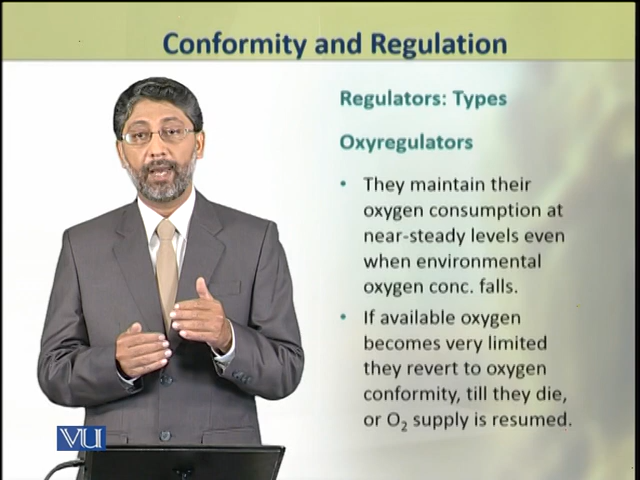 Conformity and Regulation
Regulators: Types
Oxyregulators
• They maintain their
oxygen consumption at
near-steady levels even
when environmental
oxygen conc. falls.
• If available oxygen
becomes very limited
they revert to oxygen
conformity, till they die,
or O₂ supply is resumed.
VU